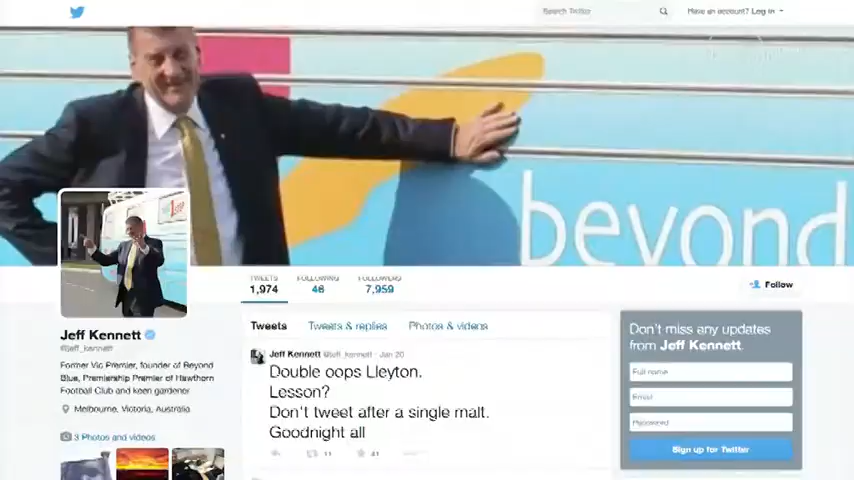 Search Twitter
Have an account? Log in
beyond
TWEETS
FOLLOWING
FOLLOWERS
1,974
46
7,959
Follow
Jeff Kennett
@jeff_kennett
Former Vic Premier, founder of Beyond
Blue, Premiership Premier of Hawthorn
Football Club and keen gardener
Melbourne, Victoria, Australia
3 Photos and videos
Tweets
Tweets & replies
Photos & videos
Jeff Kennett @jeff_kennett · Jan 20
Double oops Lleyton.
Lesson?
Don't tweet after a single malt.
Goodnight all
11
41
Don't miss any updates
from Jeff Kennett
Full name
Email
Password
Sign up for Twitter